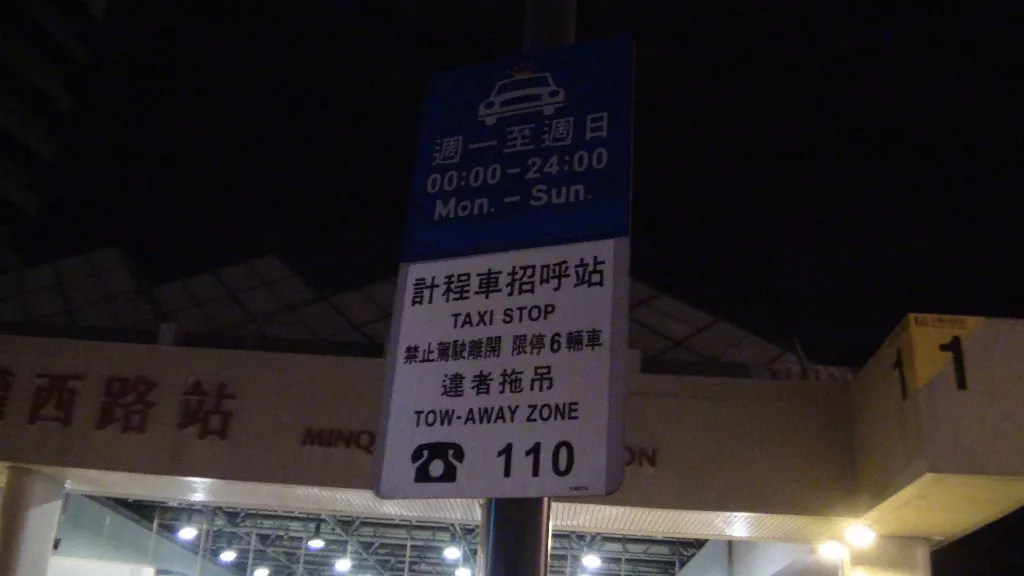 週一至週日
00:00-24:00
Mon. - Sun.
計程車招呼站
TAXI STOP
禁止駕駛離開 限停6輛車
違者拖吊
TOW-AWAY ZONE
110
西路站
MINQ
ON
1
1